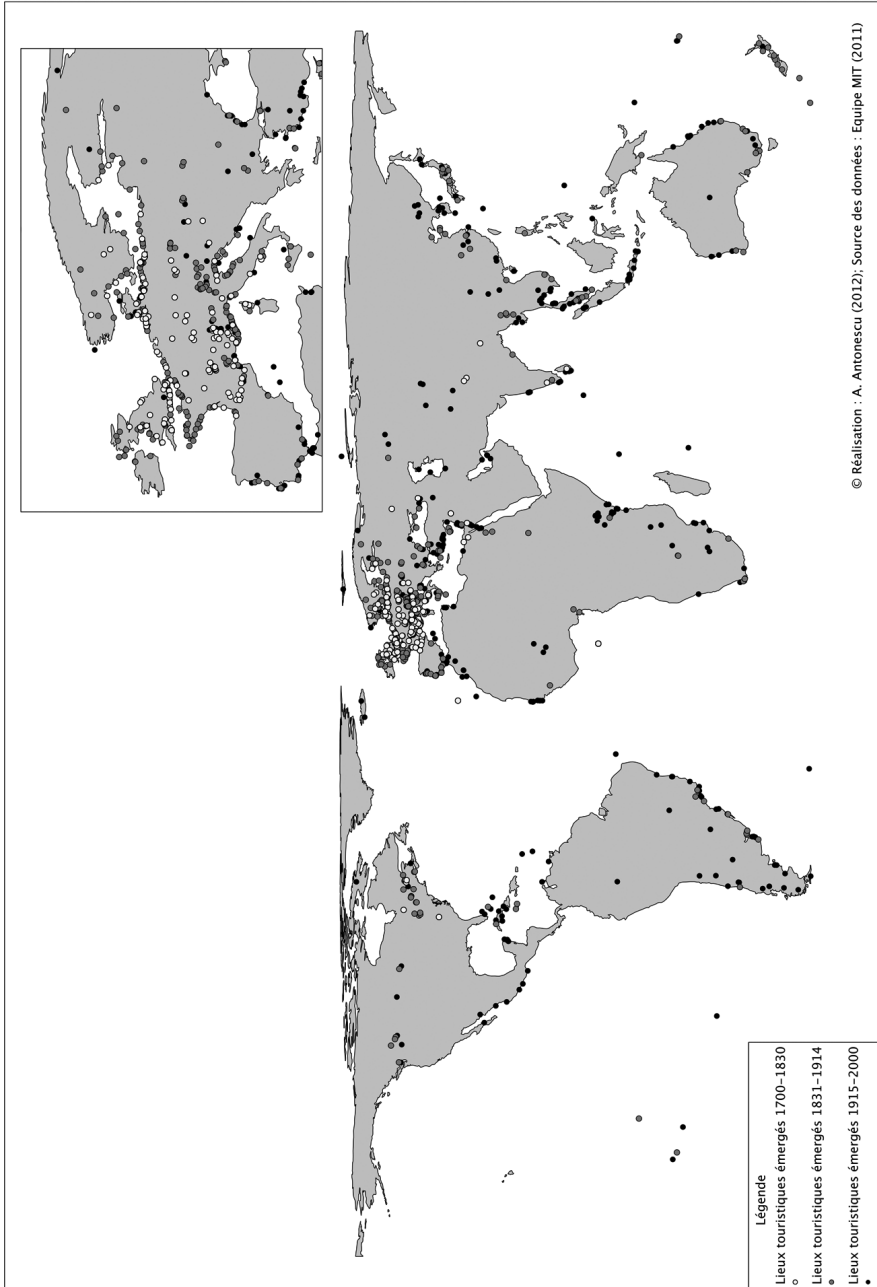 © Réalisation : A. Antonescu (2012); Source des données : Equipe MIT (2011)
Légende
Lieux touristiques émergés 1700–1830
Lieux touristiques émergés 1831–1914
Lieux touristiques émergés 1915–2000